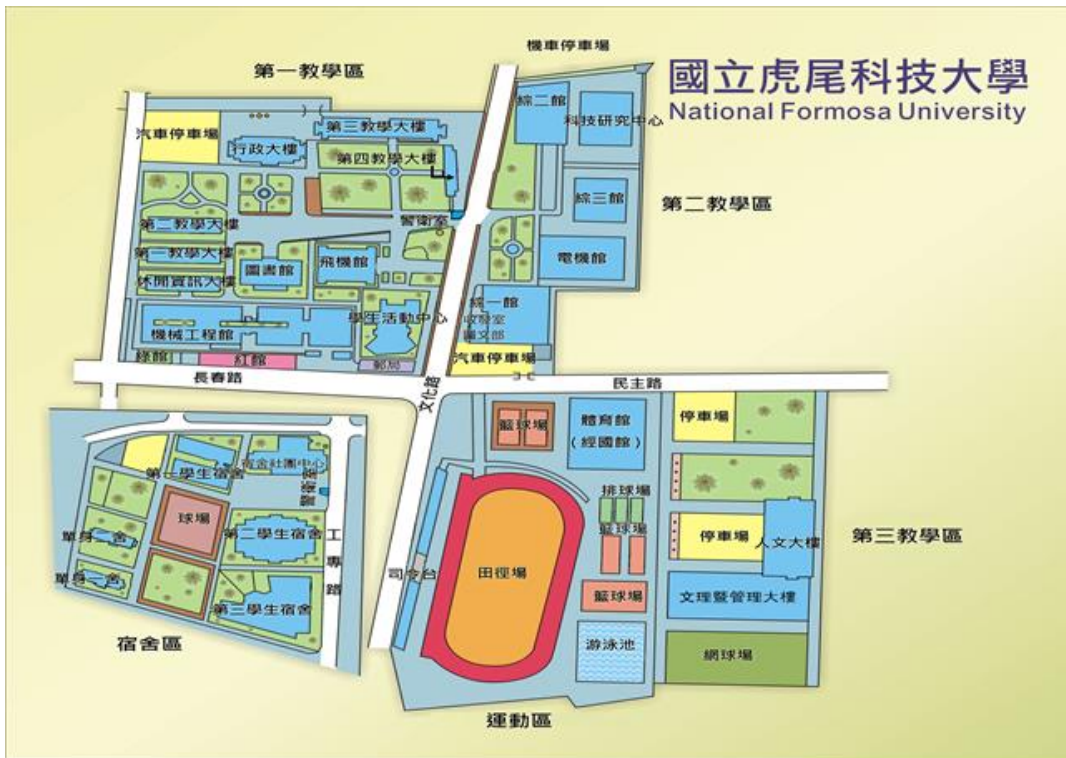 機車停車場
國立虎尾科技大學
National Formosa University
第一教學區
綜二館
科技研究中心
汽車停車場
第三教學大樓
行政大樓
第四教學大樓
綜三館
第二教學區
警衛室
第二教學大樓
第一教學大樓
圖書館
飛機館
電機館
休閒資訊大樓
綜一館
收發室
圖文部
學生活動中心
機械工程館
綠館
紅館
郵局
汽車停車場
長春路
文化路
民主路
籃球場
體育館
(經國館)
停車場
第一學生宿舍
宿舍社團中心
警衛室
球場
第二學生宿舍
單身二舍
單身一舍
第三學生宿舍
工專路
宿舍區
司令台
田徑場
排球場
籃球場
籃球場
游泳池
停車場
人文大樓
第三教學區
文理暨管理大樓
網球場
運動區